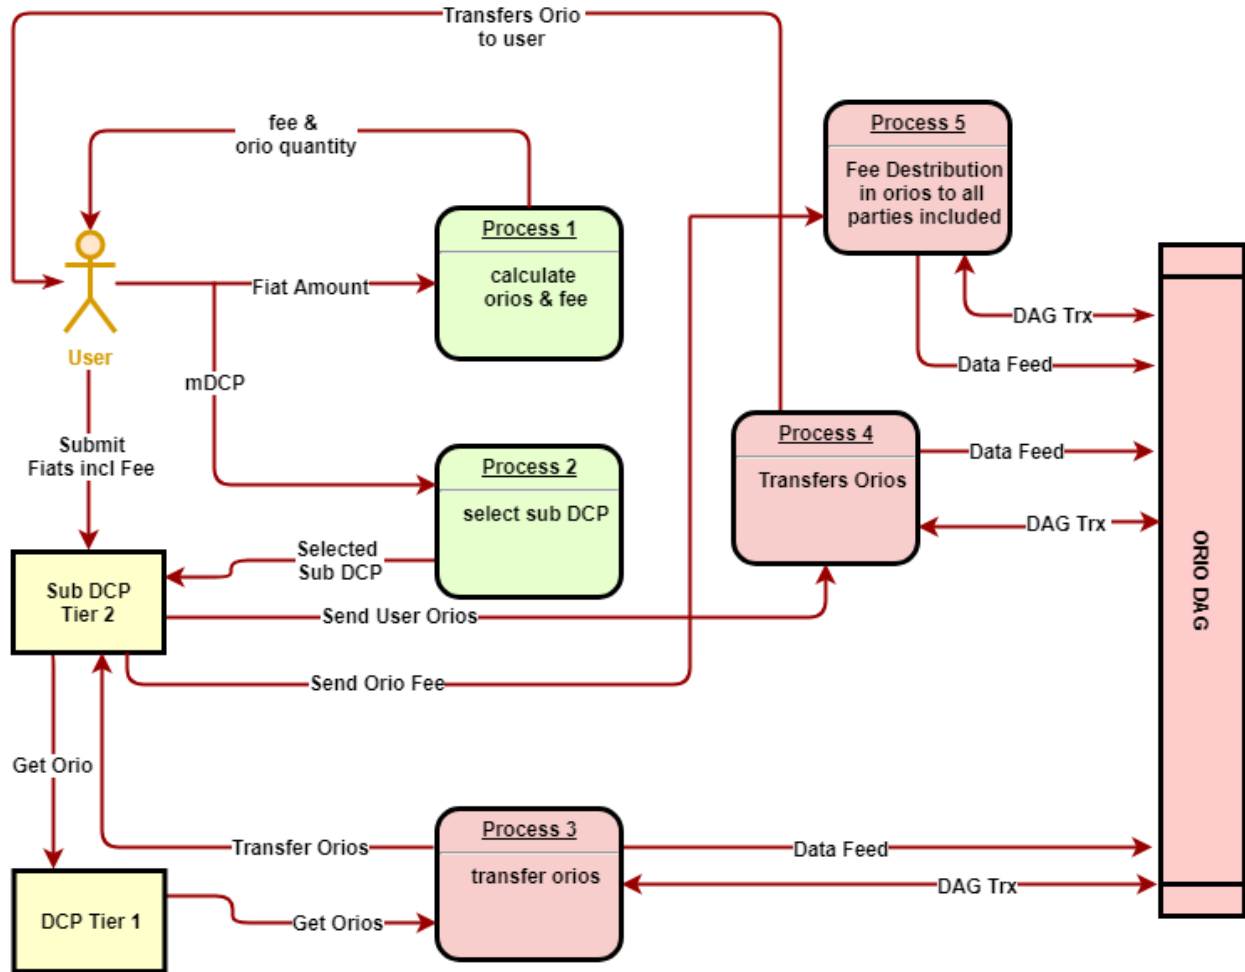 Transfers Orio
to user
fee &
orio quantity
Process 5
Fee Destribution
in orios to all
parties included
Process 1
calculate
orios & fee
Fiat Amount
User
DAG Trx
Data Feed
mDCP
Process 4
Transfers Orios
Data Feed
DAG Trx
Submit
Fiats incl Fee
Process 2
select sub DCP
Selected
Sub DCP
Sub DCP
Tier 2
Send User Orios
Send Orio Fee
ORIO DAG
Get Orio
Process 3
transfer orios
Transfer Orios
Data Feed
DAG Trx
DCP Tier 1
Get Orios